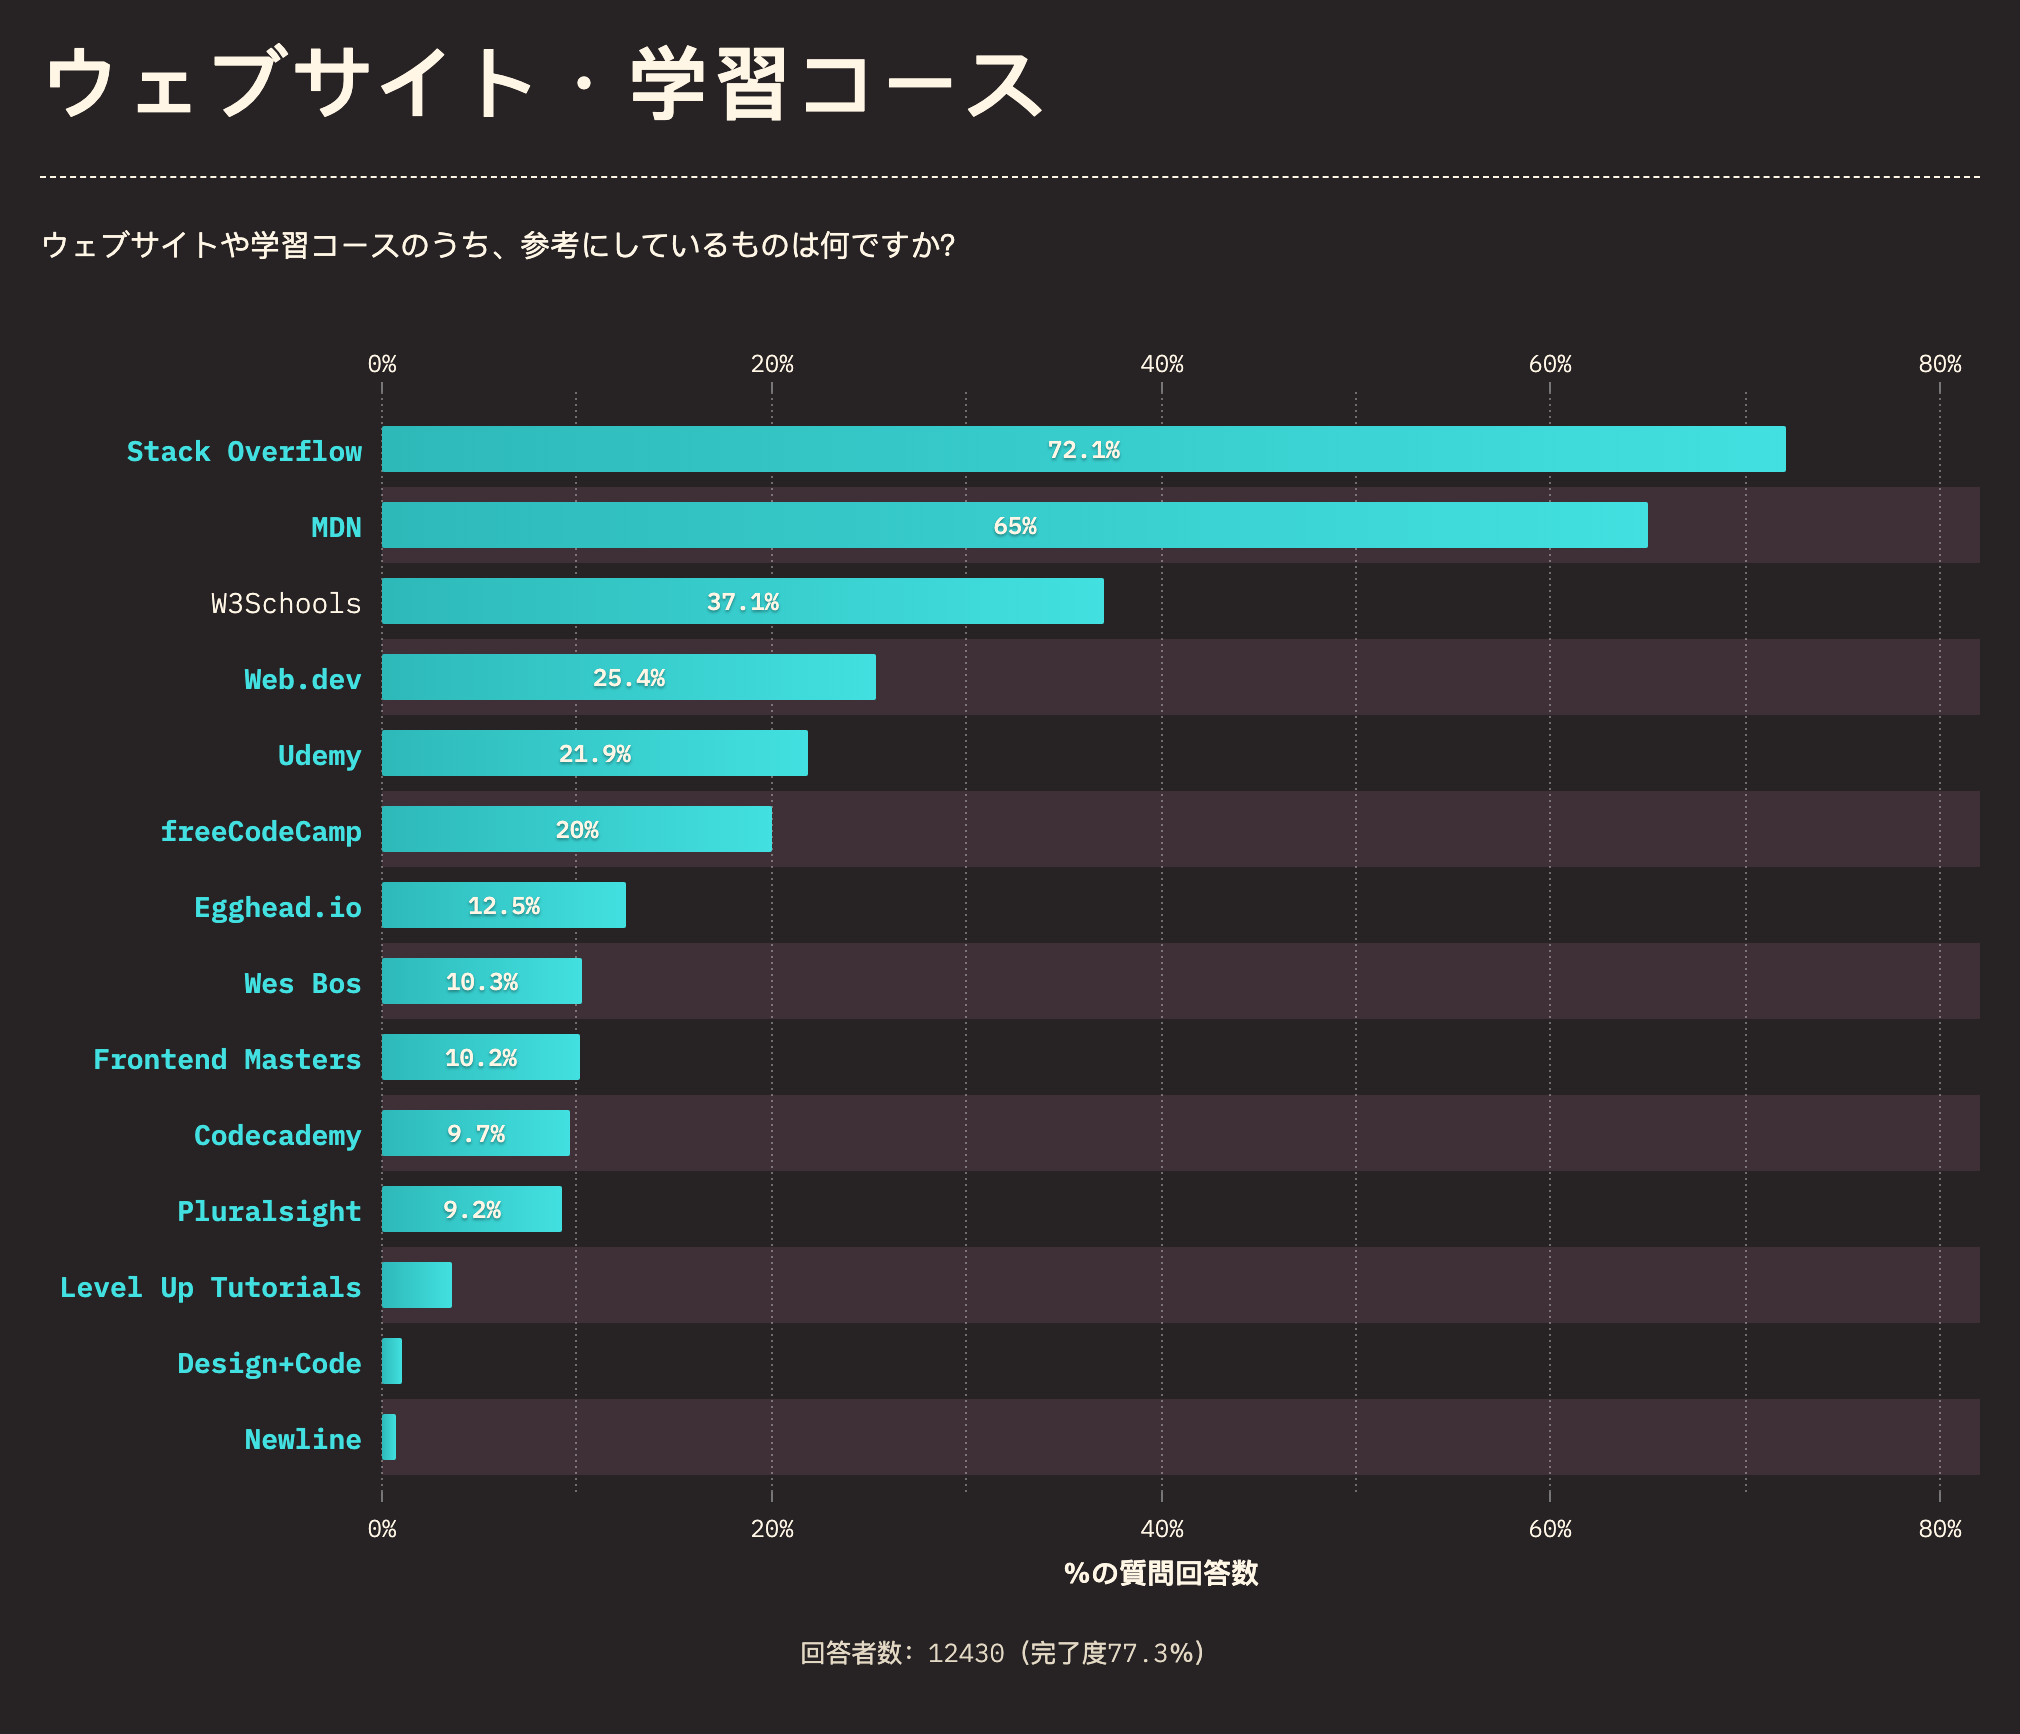 ウェブサイト・学習コース
ウェブサイトや学習コースのうち、参考にしているものは何ですか?
0% 20% 40% 60% 80%
Stack Overflow 72.1%
MDN 65%
W3Schools 37.1%
Web.dev 25.4%
Udemy 21.9%
freeCodeCamp 20%
Egghead.io 12.5%
Wes Bos 10.3%
Frontend Masters 10.2%
Codecademy 9.7%
Pluralsight 9.2%
Level Up Tutorials
Design+Code
Newline
0% 20% 40% 60% 80%
%の質問回答数
回答者数: 12430 (完了度77.3%)